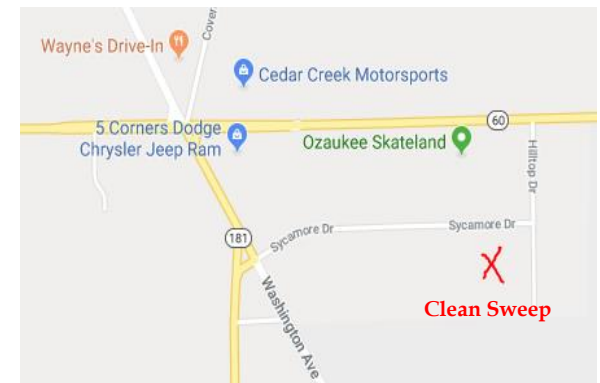 Cover
Wayne's Drive-In
Cedar Creek Motorsports
5 Corners Dodge
Chrysler Jeep Ram
60
Ozaukee Skateland
Hilltop Dr
Sycamore Dr
Sycamore Dr
181
X
Washington Ave
Clean Sweep